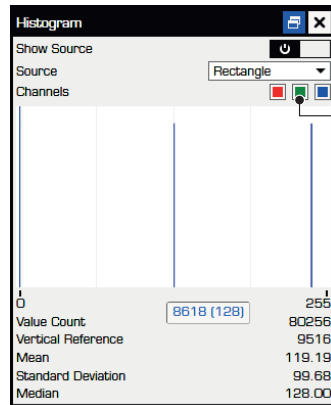 Histogram
Show Source
Source Rectangle
Channels
0 8618 (128) 255
Value Count 80256
Vertical Reference 9516
Mean 119.19
Standard Deviation 99.68
Median 128.00